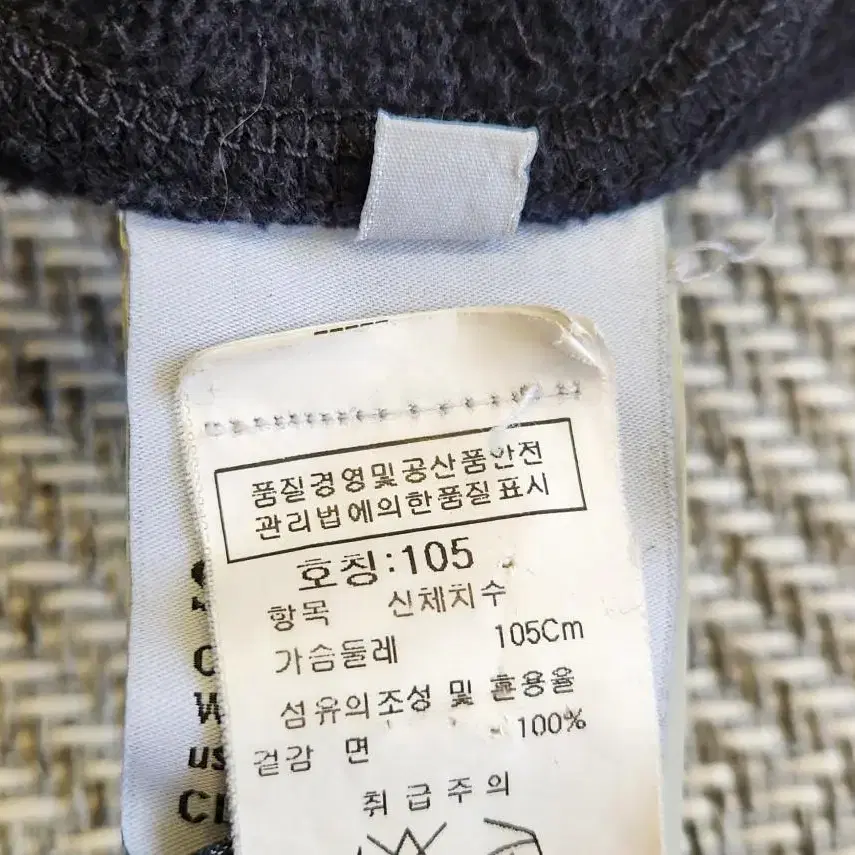 품질경영및공산품안전
관리법에의한품질표시
호칭:105
항목 신체치수
가슴둘레 105Cm
섬유의조성 및 혼용율
겉감 면 100%
취급주의